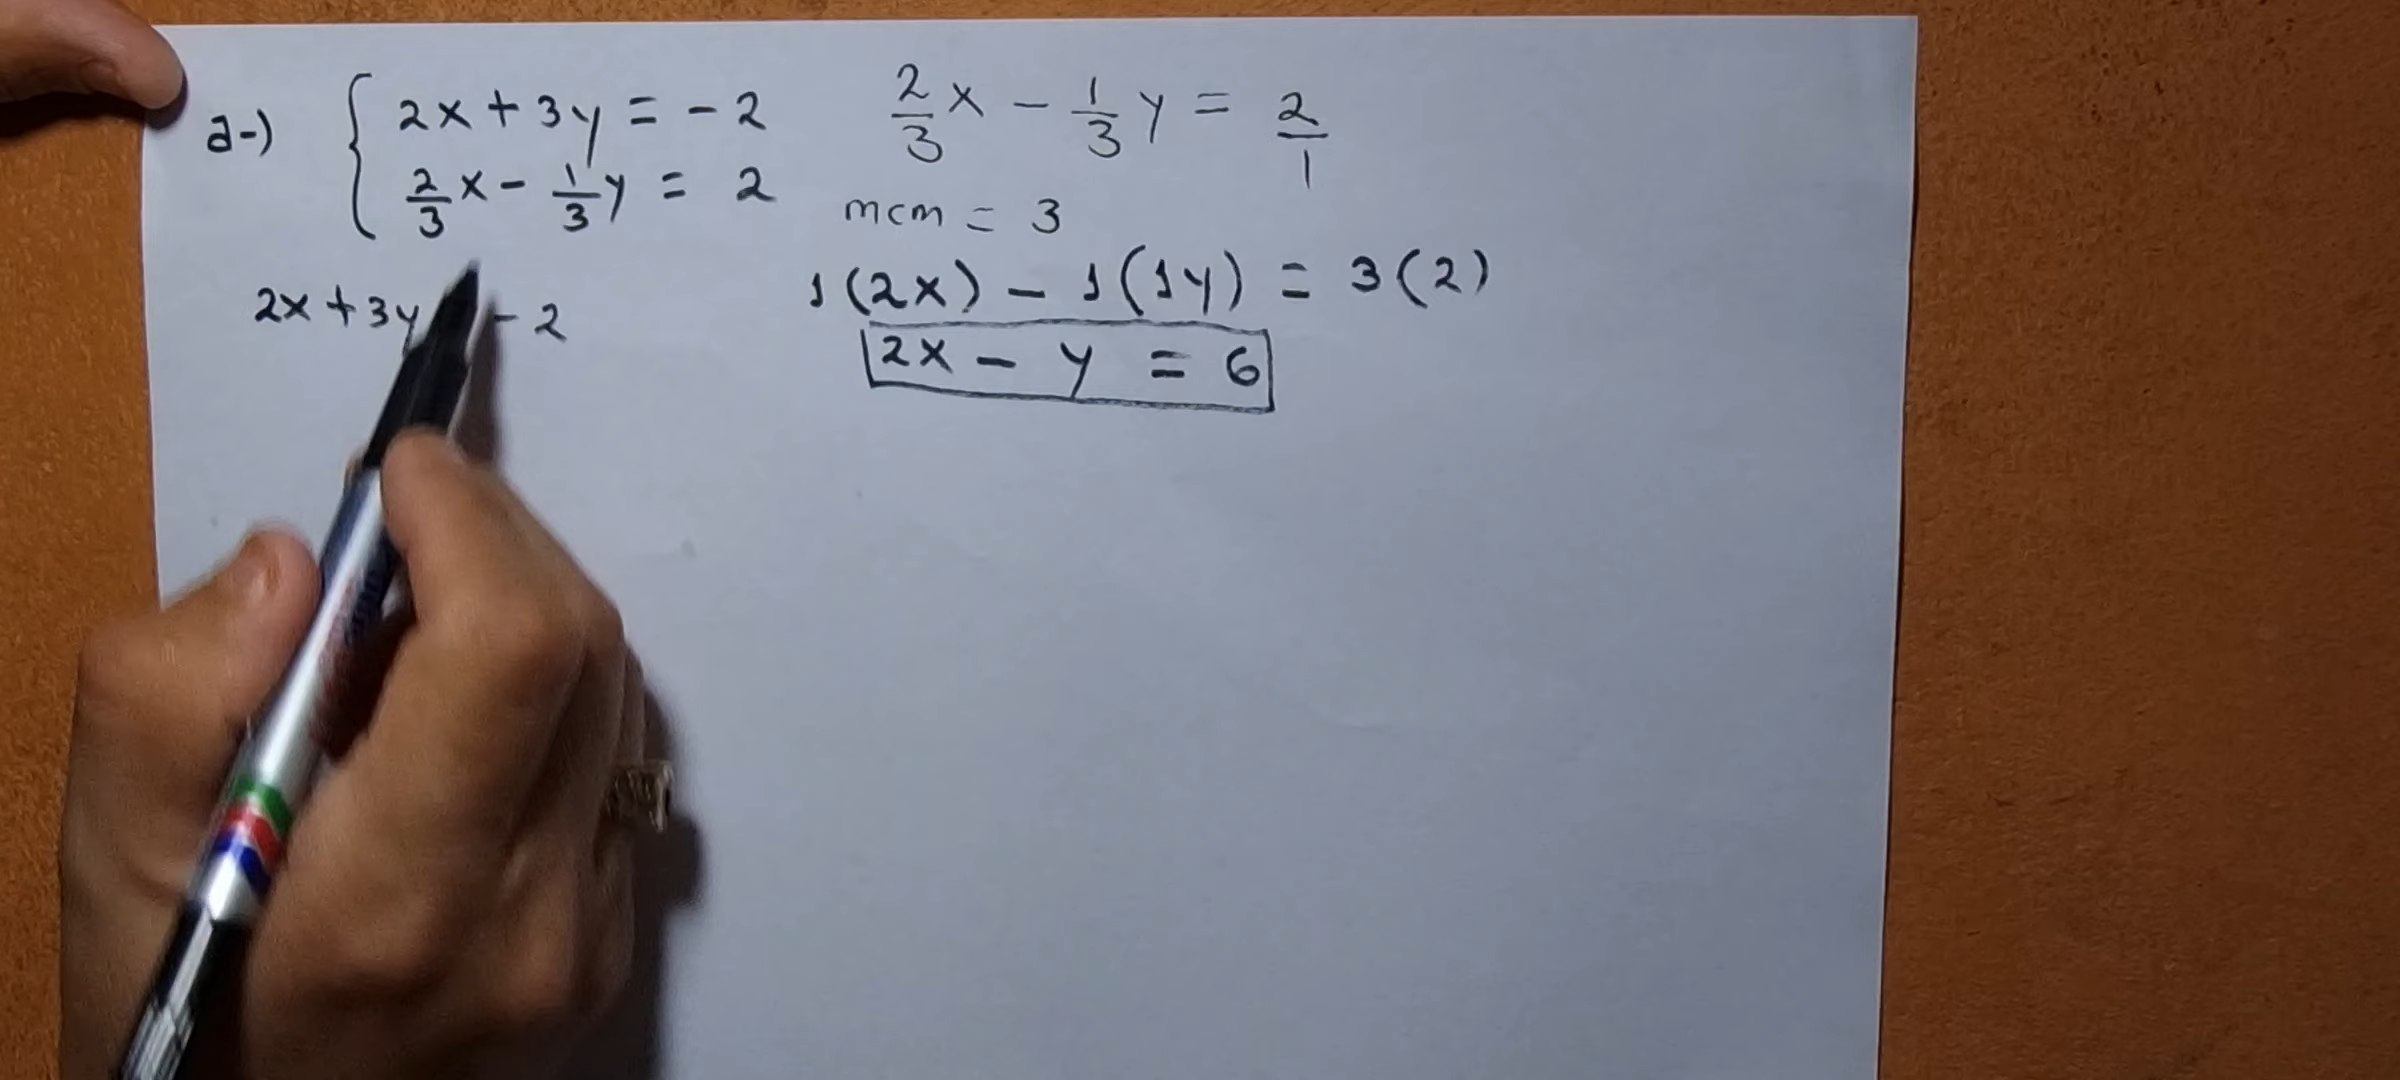 a-) { 2x + 3y = - 2
2/3 x - 1/3 y = 2
2x + 3y - 2
2/3 x - 1/3 y = 2/1
mcm = 3
1(2x) - 1(1y) = 3(2)
2x - y = 6